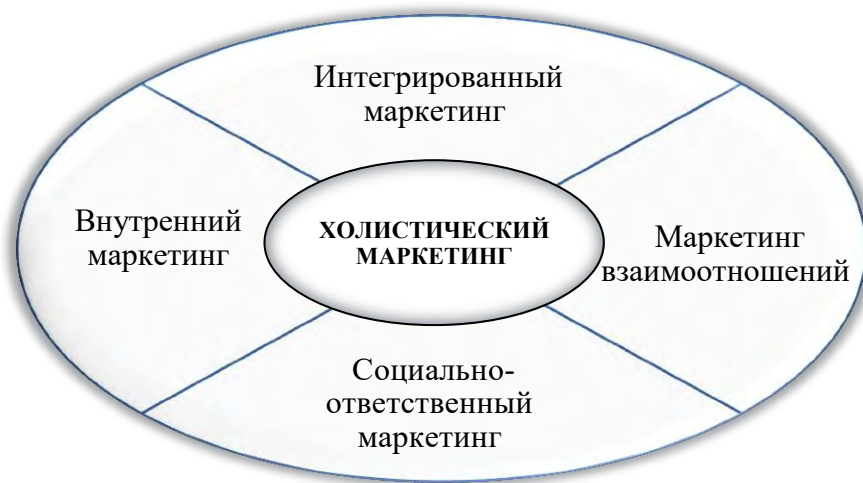 Интегрированный
маркетинг
Внутренний
маркетинг
ХОЛИСТИЧЕСКИЙ
МАРКЕТИНГ
Маркетинг
взаимоотношений
Социально-
ответственный
маркетинг